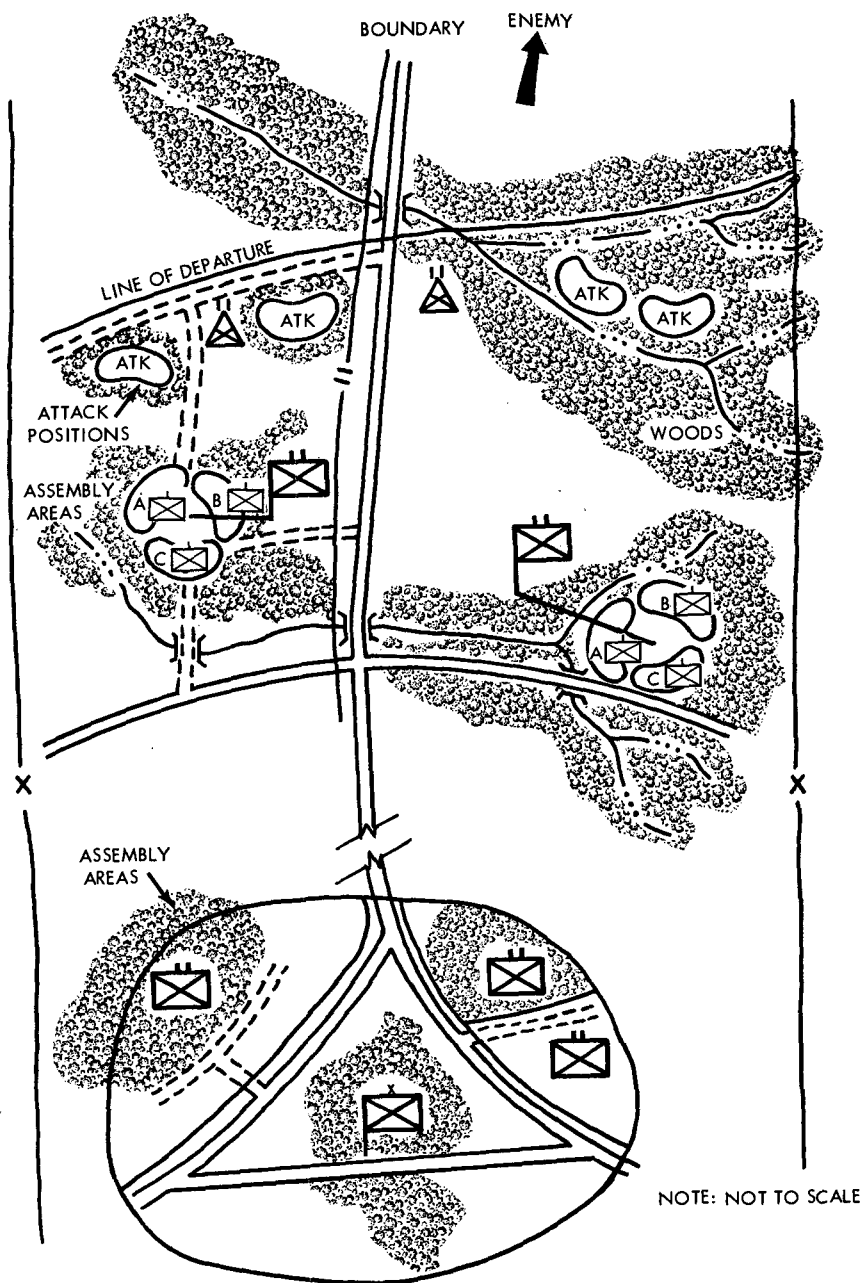 BOUNDARY
ENEMY
LINE OF DEPARTURE
ATK
ATK
ATK
ATK
ATTACK
POSITIONS
WOODS
ASSEMBLY
AREAS
A
B
C
B
A
C
X
X
ASSEMBLY
AREAS
X
NOTE: NOT TO SCALE